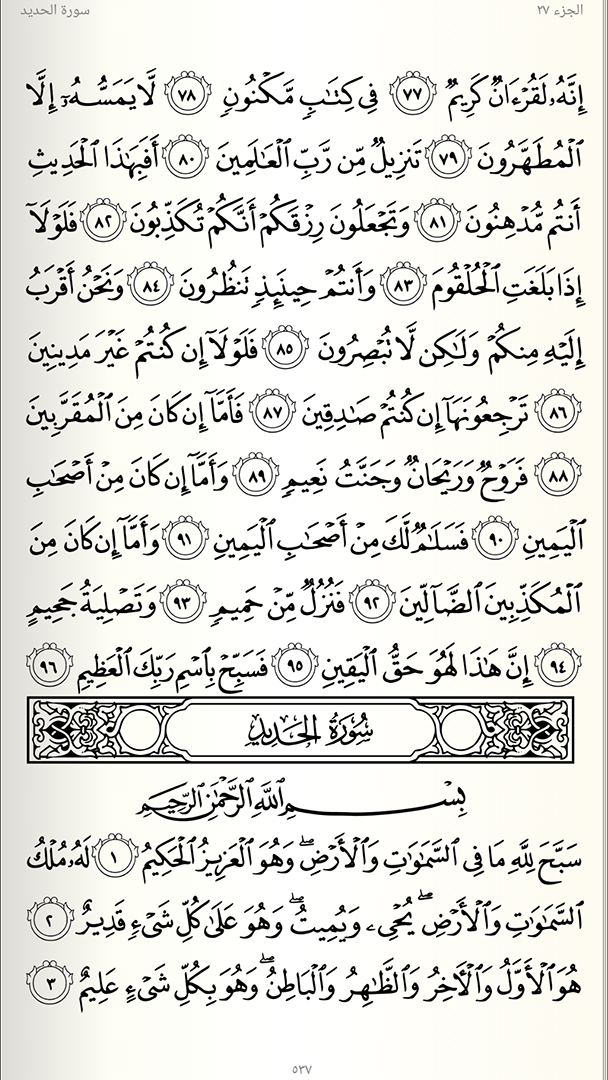 الجزء ٢٧
سورة الحديد
إِنَّهُۥ لَقُرْءَانٌ كَرِيمٌ ٧٧ فِي كِتَٰبٍ مَّكْنُونٍ ٧٨ لَّا يَمَسُّهُۥٓ إِلَّا
ٱلْمُطَهَّرُونَ ٧٩ تَنزِيلٌ مِّن رَّبِّ ٱلْعَٰلَمِينَ ٨٠ أَفَبِهَٰذَا ٱلْحَدِيثِ
أَنتُم مُّدْهِنُونَ ٨١ وَتَجْعَلُونَ رِزْقَكُمْ أَنَّكُمْ تُكَذِّبُونَ ٨٢ فَلَوْلَآ
إِذَا بَلَغَتِ ٱلْحُلْقُومَ ٨٣ وَأَنتُمْ حِينَئِذٍ تَنظُرُونَ ٨٤ وَنَحْنُ أَقْرَبُ
إِلَيْهِ مِنكُمْ وَلَٰكِن لَّا تُبْصِرُونَ ٨٥ فَلَوْلَآ إِن كُنتُمْ غَيْرَ مَدِينِينَ
٨٦ تَرْجِعُونَهَآ إِن كُنتُمْ صَٰدِقِينَ ٨٧ فَأَمَّآ إِن كَانَ مِنَ ٱلْمُقَرَّبِينَ
٨٨ فَرَوْحٌ وَرَيْحَانٌ وَجَنَّتُ نَعِيمٍ ٨٩ وَأَمَّآ إِن كَانَ مِنْ أَصْحَٰبِ
ٱلْيَمِينِ ٩٠ فَسَلَٰمٌ لَّكَ مِنْ أَصْحَٰبِ ٱلْيَمِينِ ٩١ وَأَمَّآ إِن كَانَ مِنَ
ٱلْمُكَذِّبِينَ ٱلضَّآلِّينَ ٩٢ فَنُزُلٌ مِّنْ حَمِيمٍ ٩٣ وَتَصْلِيَةُ جَحِيمٍ
٩٤ إِنَّ هَٰذَا لَهُوَ حَقُّ ٱلْيَقِينِ ٩٥ فَسَبِّحْ بِٱسْمِ رَبِّكَ ٱلْعَظِيمِ ٩٦
سُورَةُ الحَدِيدِ
بِسْمِ ٱللَّهِ ٱلرَّحْمَٰنِ ٱلرَّحِيمِ
سَبَّحَ لِلَّهِ مَا فِي ٱلسَّمَٰوَٰتِ وَٱلْأَرْضِۖ وَهُوَ ٱلْعَزِيزُ ٱلْحَكِيمُ ١ لَهُۥ مُلْكُ
ٱلسَّمَٰوَٰتِ وَٱلْأَرْضِۖ يُحْيِۦ وَيُمِيتُۖ وَهُوَ عَلَىٰ كُلِّ شَيْءٍ قَدِيرٌ ٢
هُوَ ٱلْأَوَّلُ وَٱلْءَاخِرُ وَٱلظَّٰهِرُ وَٱلْبَاطِنُۖ وَهُوَ بِكُلِّ شَيْءٍ عَلِيمٌ ٣
٥٣٧